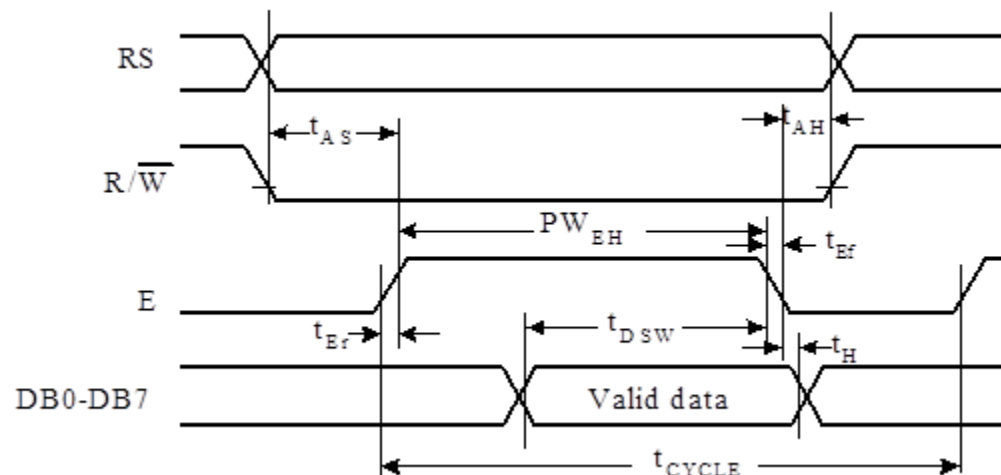 RS
tAS
tAH
R/W̅
PWEH
tEf
E
tEr
tDSW
tH
DB0-DB7
Valid data
tCYCLE